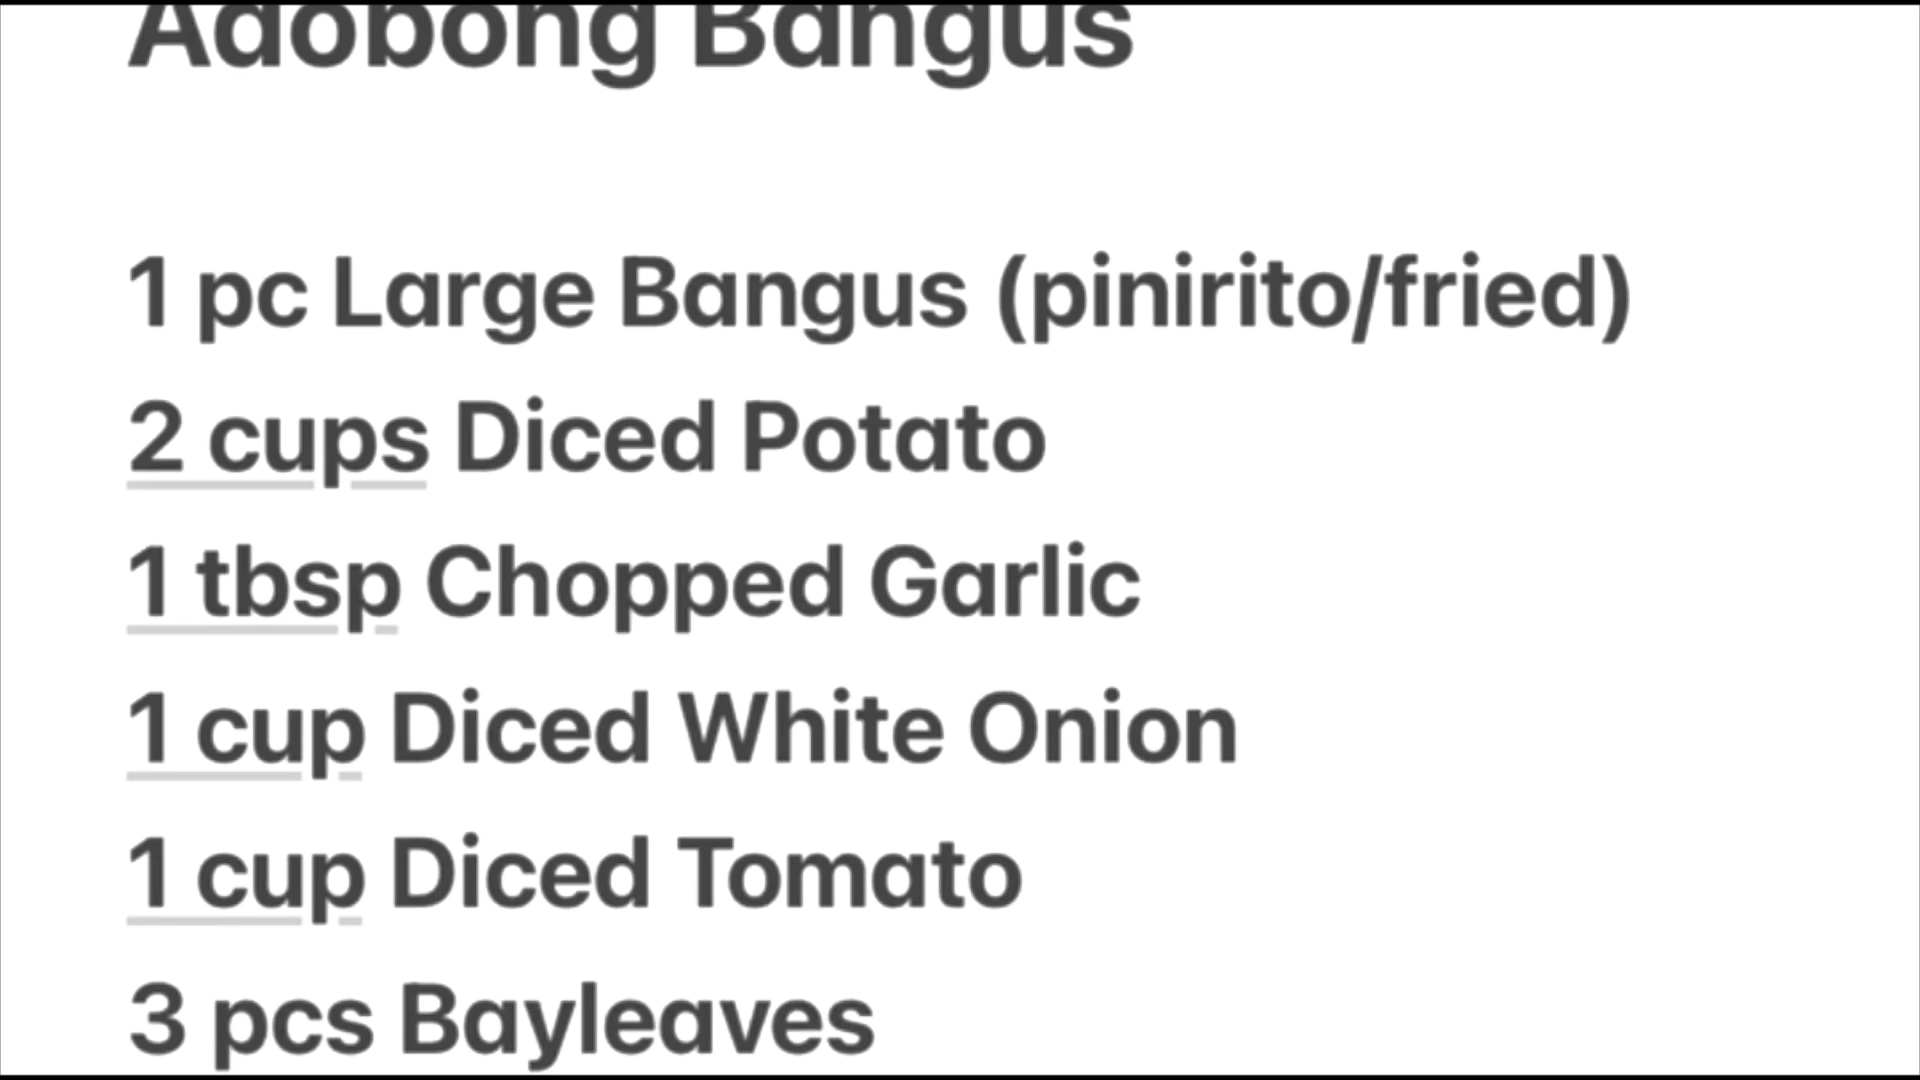 Adobong Bangus
1 pc Large Bangus (pinirito/fried)
2 cups Diced Potato
1 tbsp Chopped Garlic
1 cup Diced White Onion
1 cup Diced Tomato
3 pcs Bayleaves